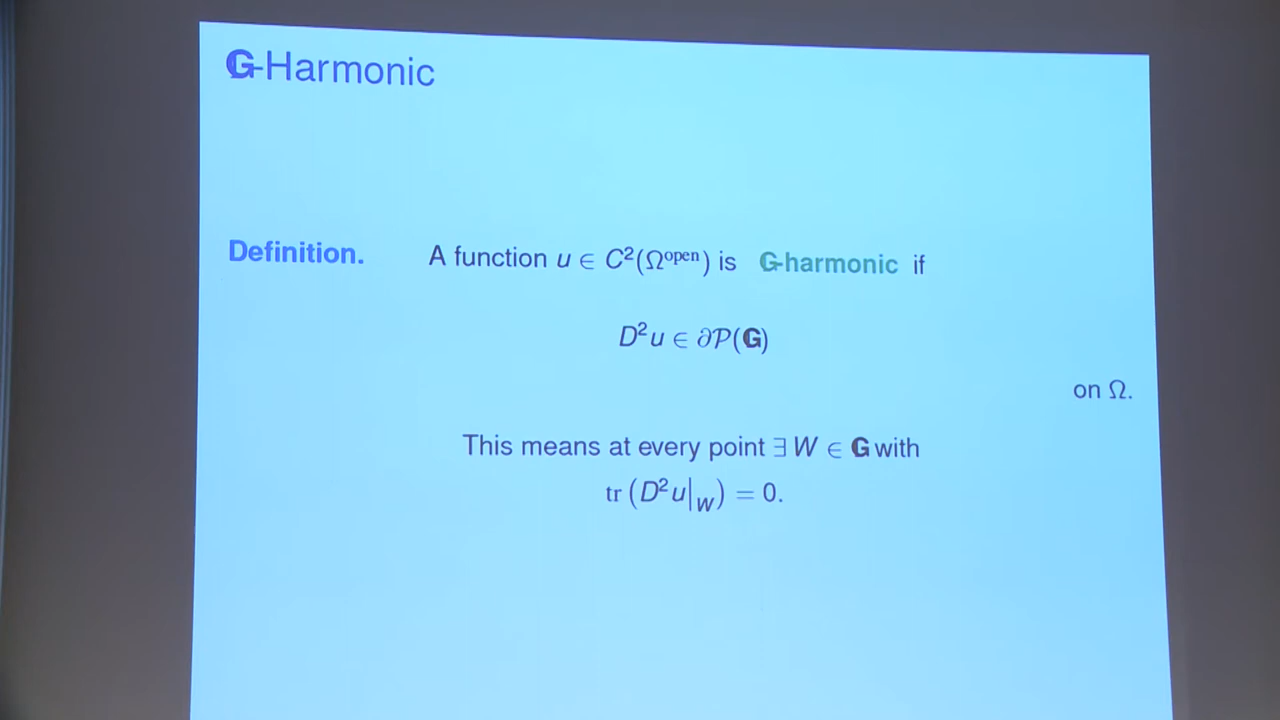 𝔾-Harmonic
Definition. A function u ∈ C²(Ω^open) is 𝔾-harmonic if
D²u ∈ ∂𝒫(𝔾)
on Ω.
This means at every point ∃ W ∈ 𝔾 with
tr (D²u|_W) = 0.